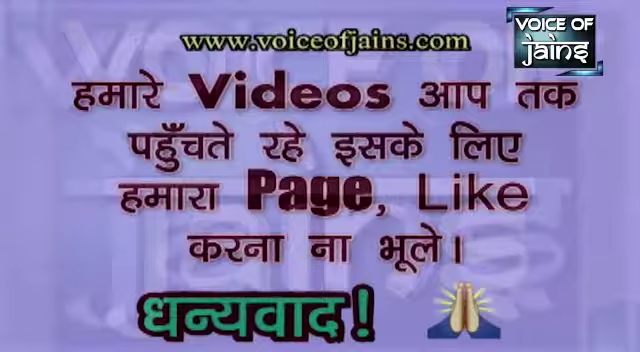 www.voiceofjains.com
VOICE OF
jains
हमारे Videos आप तक
पहुँचते रहे इसके लिए
हमारा Page, Like
करना ना भूले।
धन्यवाद!